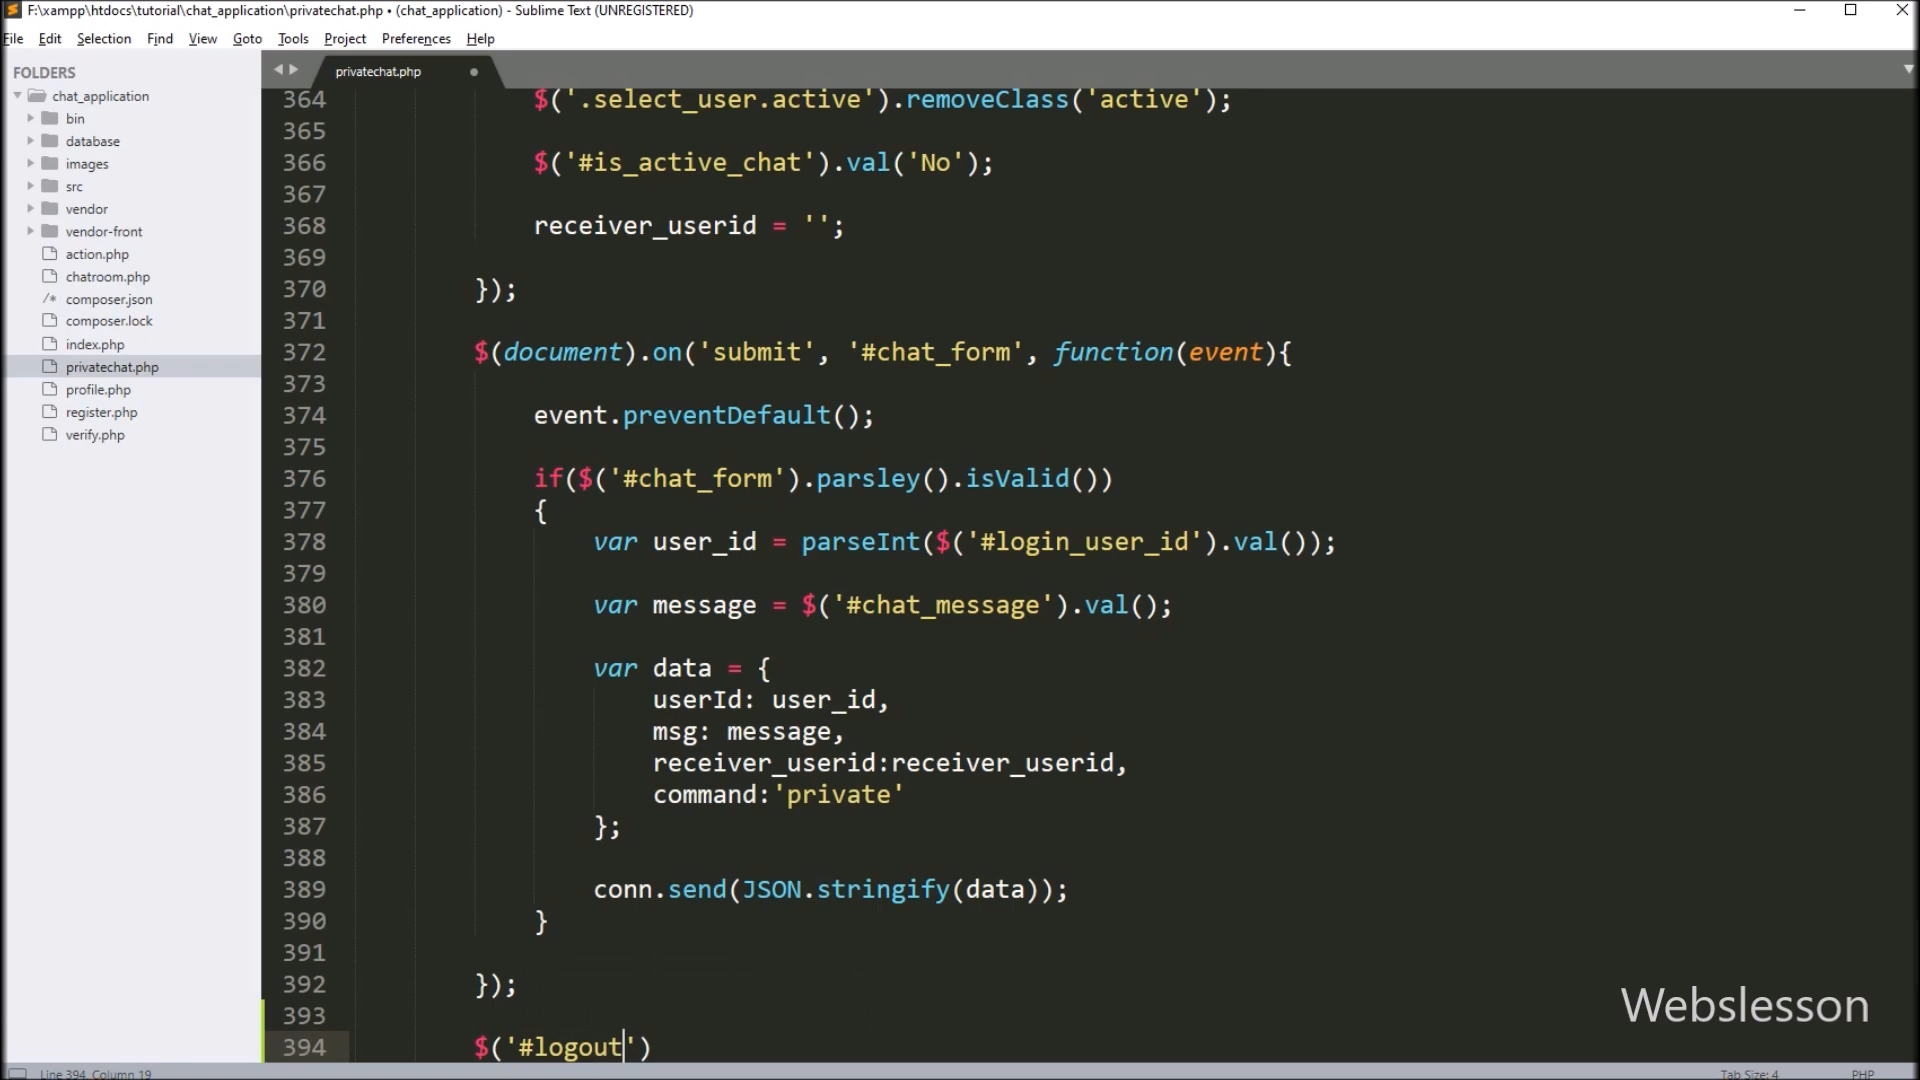 F:\xampp\htdocs\tutorial\chat_application\privatechat.php • (chat_application) - Sublime Text (UNREGISTERED)
File Edit Selection Find View Goto Tools Project Preferences Help
FOLDERS
chat_application
bin
database
images
src
vendor
vendor-front
action.php
chatroom.php
/* composer.json
composer.lock
index.php
privatechat.php
profile.php
register.php
verify.php
privatechat.php
364 $('.select_user.active').removeClass('active');
365
366 $('#is_active_chat').val('No');
367
368 receiver_userid = '';
369
370 });
371
372 $(document).on('submit', '#chat_form', function(event){
373
374 event.preventDefault();
375
376 if($('#chat_form').parsley().isValid())
377 {
378 var user_id = parseInt($('#login_user_id').val());
379
380 var message = $('#chat_message').val();
381
382 var data = {
383 userId: user_id,
384 msg: message,
385 receiver_userid:receiver_userid,
386 command:'private'
387 };
388
389 conn.send(JSON.stringify(data));
390 }
391
392 });
393
394 $('#logout')
Webslesson
Line 394, Column 19
Tab Size: 4
PHP